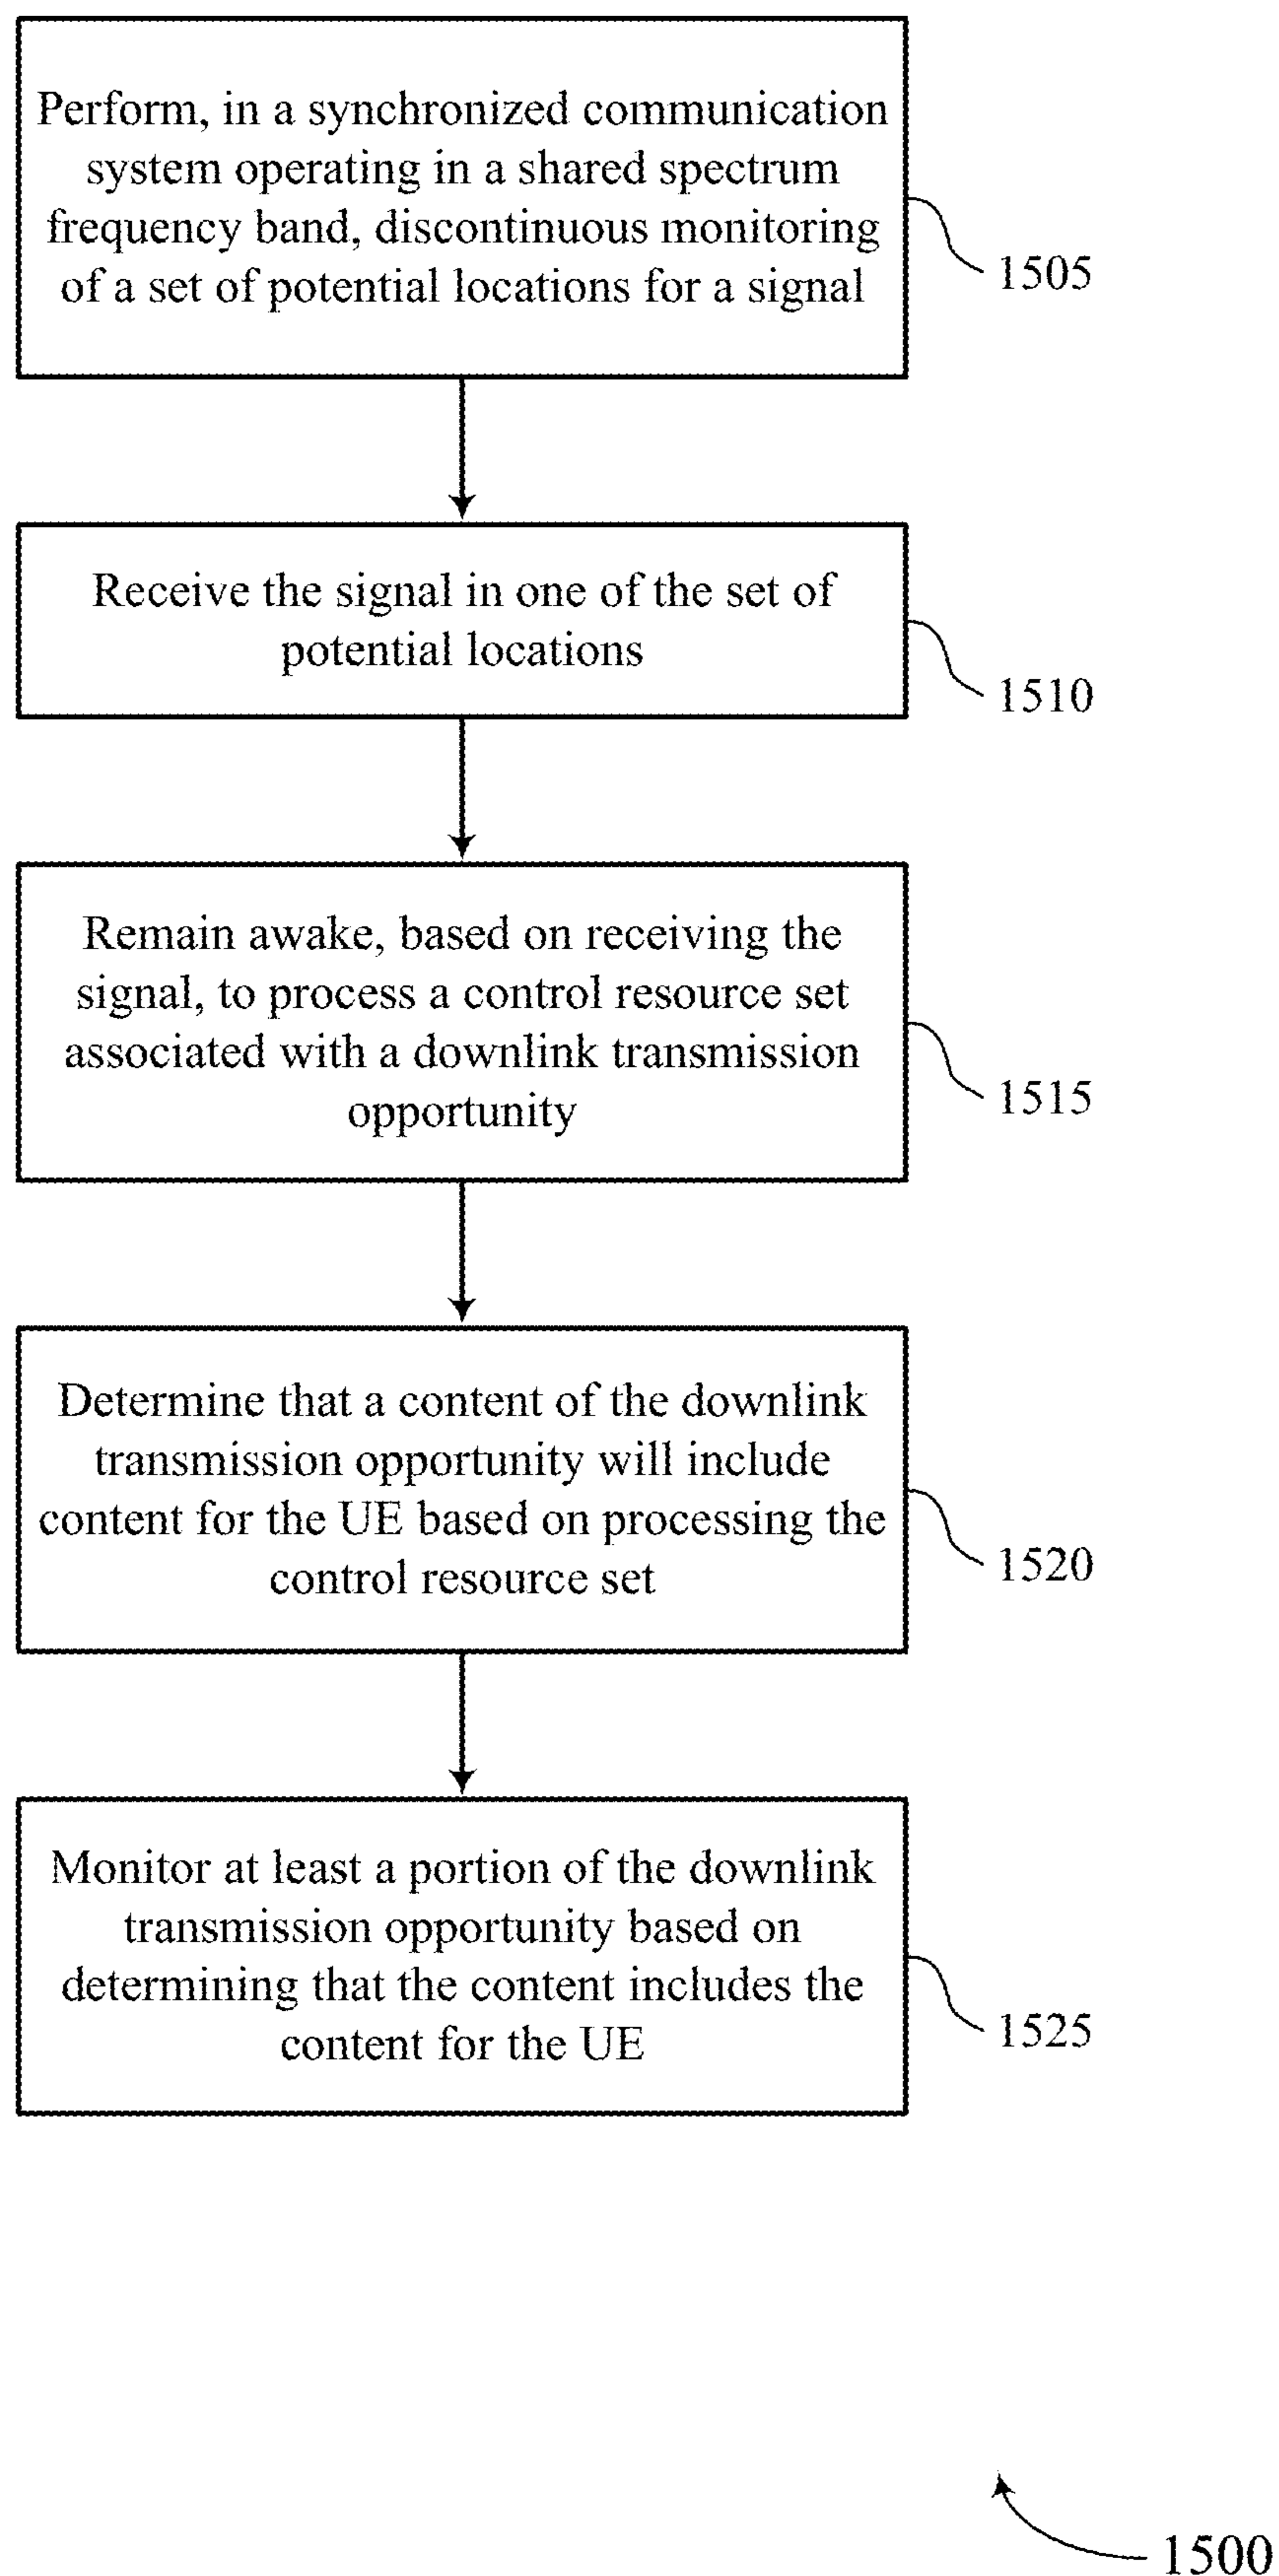 Perform, in a synchronized communication
system operating in a shared spectrum
frequency band, discontinuous monitoring
of a set of potential locations for a signal
1505
Receive the signal in one of the set of
potential locations
1510
Remain awake, based on receiving the
signal, to process a control resource set
associated with a downlink transmission
opportunity
1515
Determine that a content of the downlink
transmission opportunity will include
content for the UE based on processing the
control resource set
1520
Monitor at least a portion of the downlink
transmission opportunity based on
determining that the content includes the
content for the UE
1525
1500